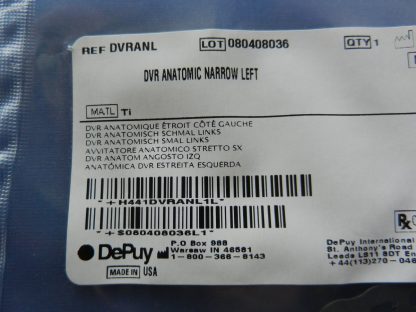 REF DVRANL
LOT 080408036
QTY 1
DVR ANATOMIC NARROW LEFT
MATL Ti
DVR ANATOMIQUE ÉTROIT CÔTÉ GAUCHE
DVR ANATOMISCH SCHMAL LINKS
DVR ANATOMISCH SMAL LINKS
AVVITATORE ANATOMICO STRETTO SX
DVR ANATOM ANGOSTO IZQ
ANATÓMICA DVR ESTREITA ESQUERDA
+H441DVRANL1L
+$080408036L1
DePuy
P.O Box 988
Warsaw IN 46581
1-800-366-8143
MADE IN USA
Rx
DePuy International
St. Anthony's Road
Leeds L811 8DT
+44(113)270-048